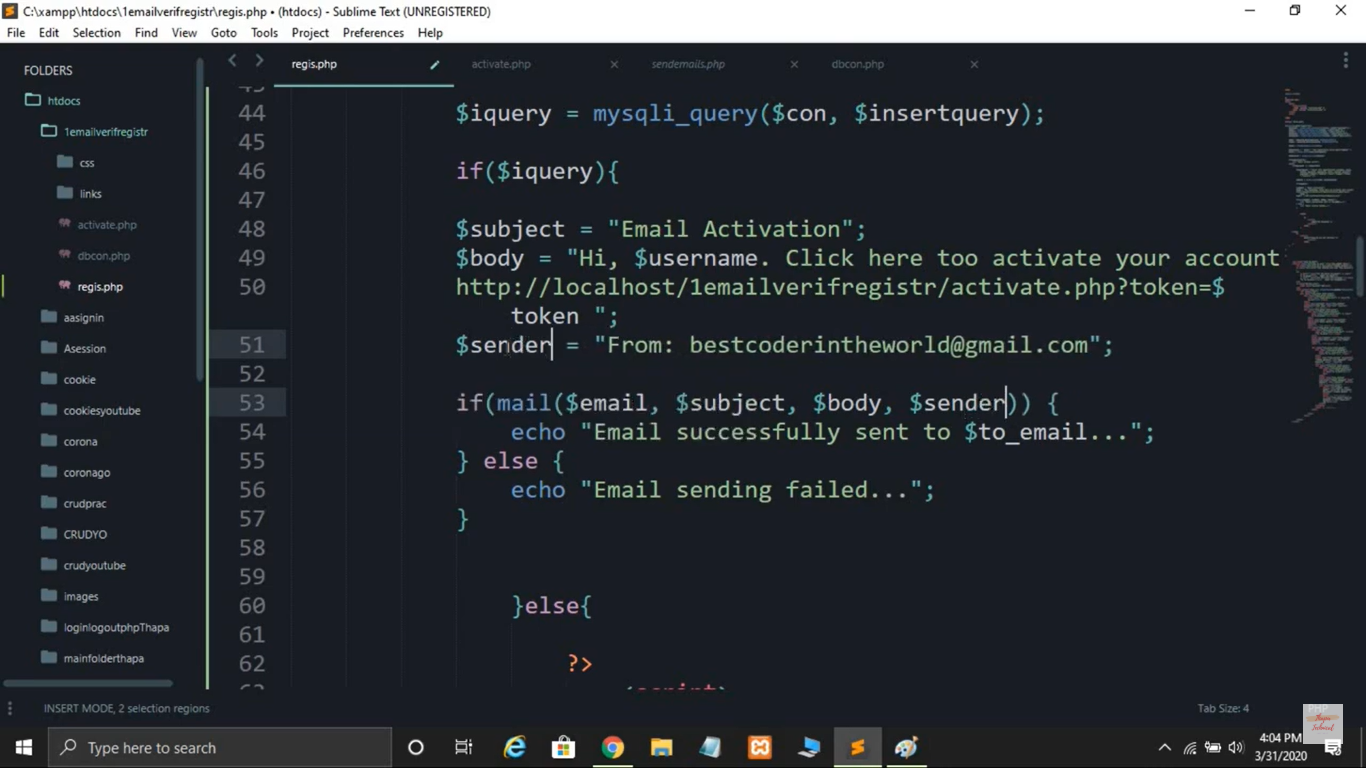 C:\xampp\htdocs\1emailverifregistr\regis.php • (htdocs) - Sublime Text (UNREGISTERED)
File Edit Selection Find View Goto Tools Project Preferences Help
FOLDERS
htdocs
1emailverifregistr
css
links
activate.php
dbcon.php
regis.php
aasignin
Asession
cookie
cookiesyoutube
corona
coronago
crudprac
CRUDYO
crudyoutube
images
loginlogoutphpThapa
mainfolderthapa
regis.php activate.php sendemails.php dbcon.php
44 $iquery = mysqli_query($con, $insertquery);
45
46 if($iquery){
47
48 $subject = "Email Activation";
49 $body = "Hi, $username. Click here too activate your account
50 http://localhost/1emailverifregistr/activate.php?token=$
token ";
51 $sender = "From: bestcoderintheworld@gmail.com";
52
53 if(mail($email, $subject, $body, $sender)) {
54 echo "Email successfully sent to $to_email...";
55 } else {
56 echo "Email sending failed...";
57 }
58
59
60 }else{
61
62 ?>
INSERT MODE, 2 selection regions Tab Size: 4
PHP
Thapa
Technical
Type here to search
4:04 PM
3/31/2020